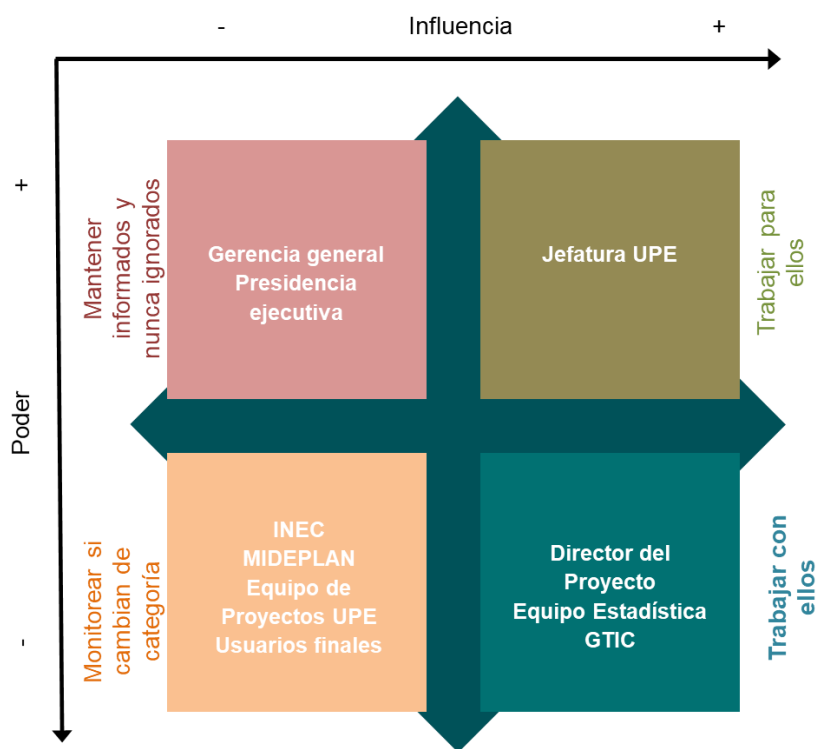 - Influencia +
Poder
+
-
Mantener
informados y
nunca ignorados
Gerencia general
Presidencia
ejecutiva
Jefatura UPE
Trabajar para
ellos
Monitorear si
cambian de
categoría
INEC
MIDEPLAN
Equipo de
Proyectos UPE
Usuarios finales
Director del
Proyecto
Equipo Estadística
GTIC
Trabajar con
ellos